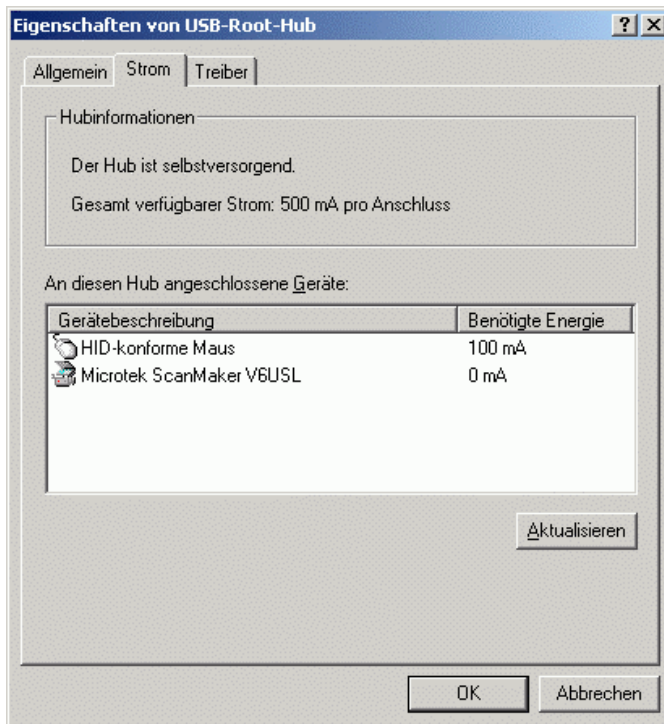 Eigenschaften von USB-Root-Hub
Allgemein Strom Treiber
Hubinformationen
Der Hub ist selbstversorgend.
Gesamt verfügbarer Strom: 500 mA pro Anschluss
An diesen Hub angeschlossene Geräte:
Gerätebeschreibung Benötigte Energie
HID-konforme Maus 100 mA
Microtek ScanMaker V6USL 0 mA
Aktualisieren
OK Abbrechen